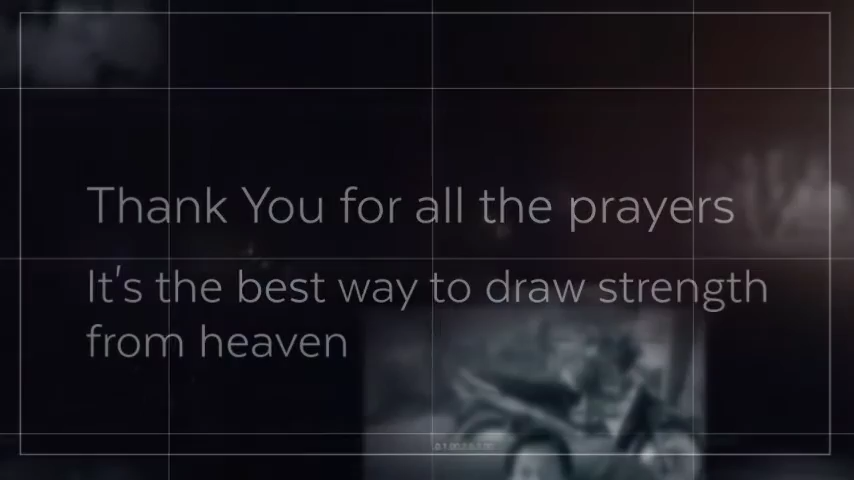 Thank You for all the prayers
It's the best way to draw strength
from heaven